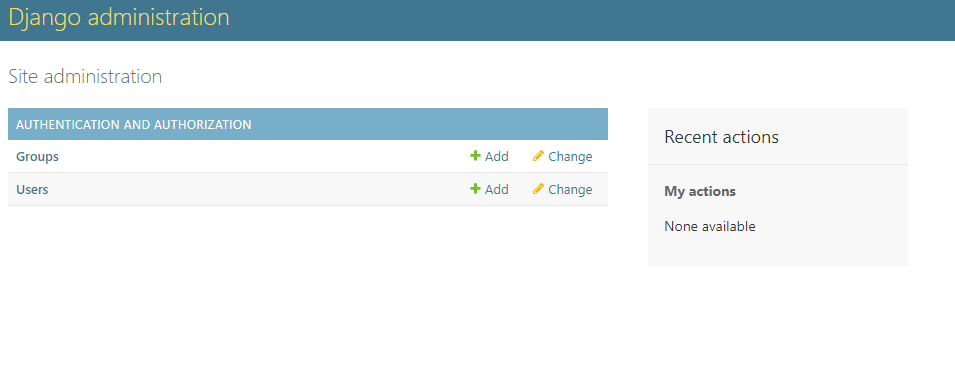 Django administration
Site administration
AUTHENTICATION AND AUTHORIZATION
Groups Add Change
Users Add Change
Recent actions
My actions
None available